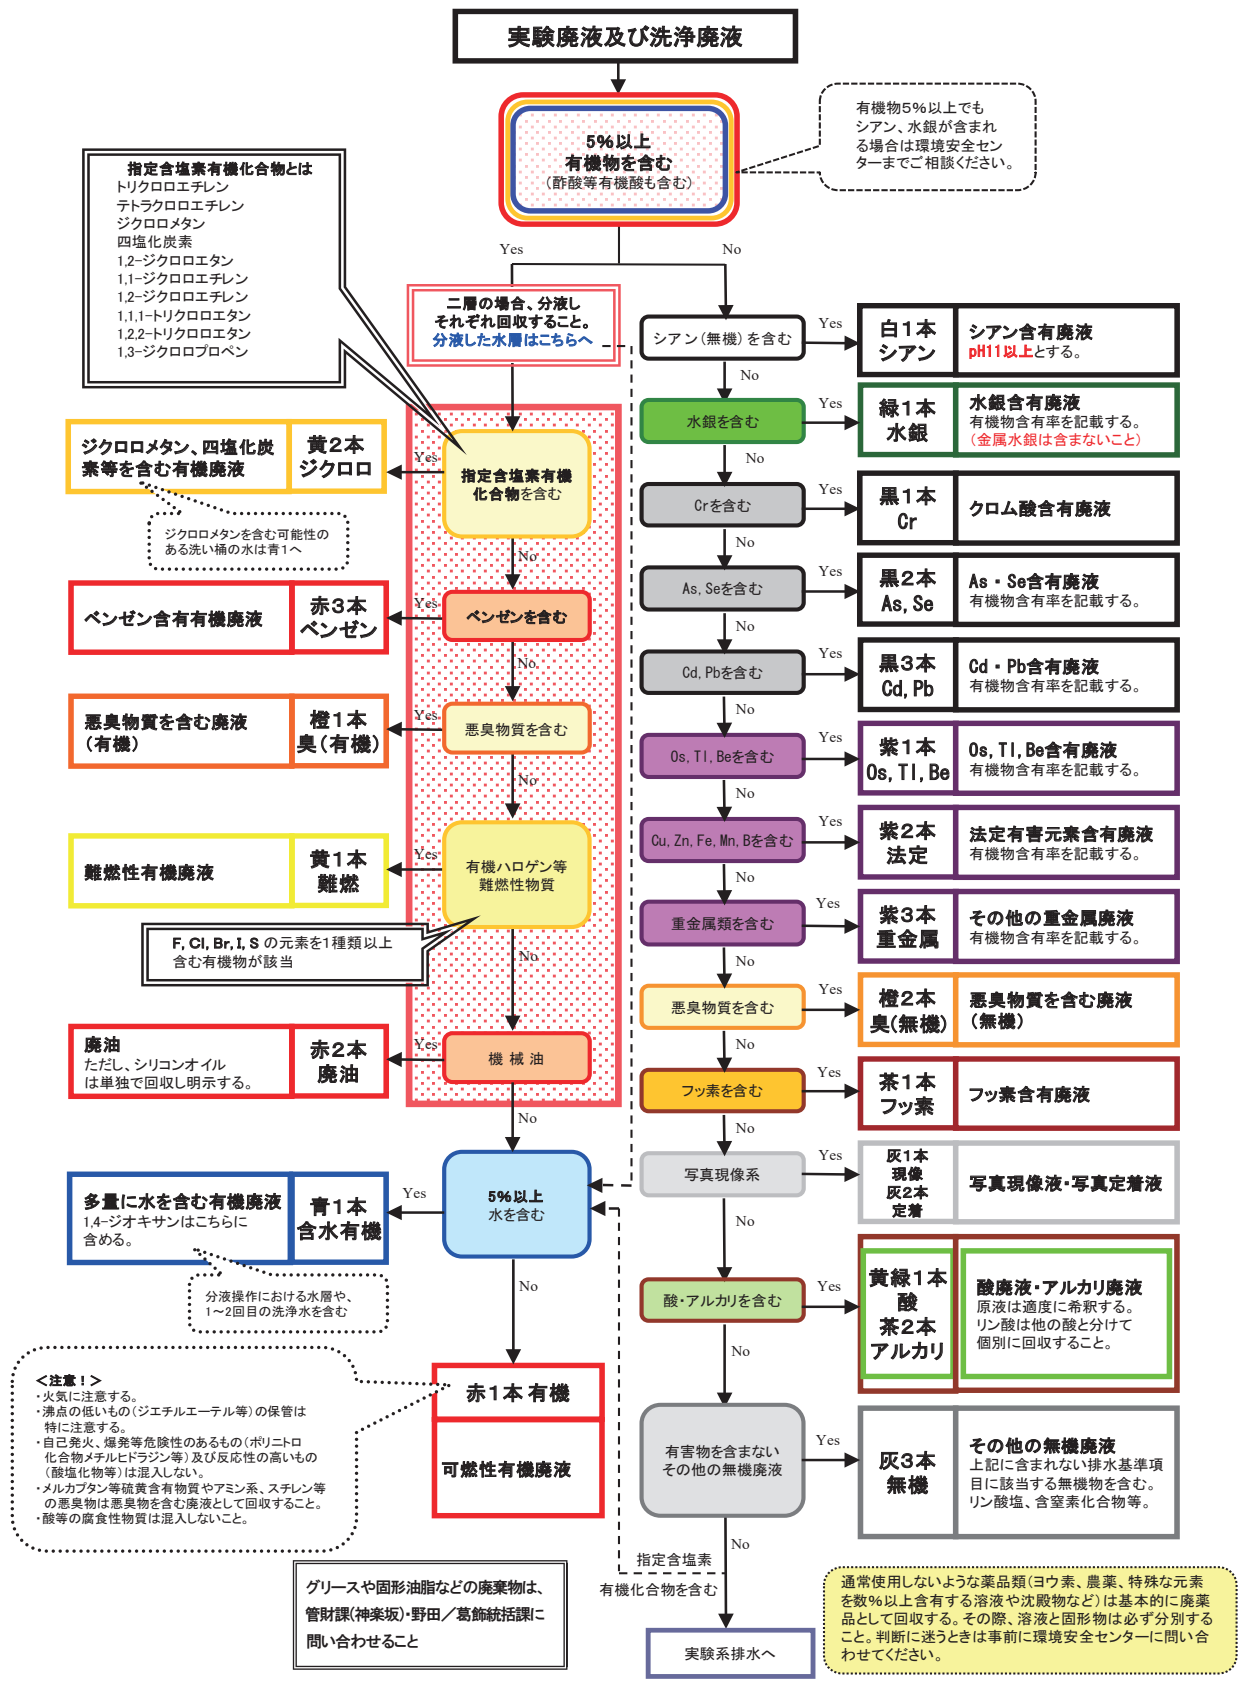 実験廃液及び洗浄廃液
5%以上
有機物を含む
(酢酸等有機酸も含む)
有機物5%以上でも
シアン、水銀が含まれ
る場合は環境安全セン
ターまでご相談ください。
指定含塩素有機化合物とは
トリクロロエチレン
テトラクロロエチレン
ジクロロメタン
四塩化炭素
1,2-ジクロロエタン
1,1-ジクロロエチレン
1,2-ジクロロエチレン
1,1,1-トリクロロエタン
1,2,2-トリクロロエタン
1,3-ジクロロプロペン
Yes
No
二層の場合、分液し
それぞれ回収すること。
分液した水層はこちらへ
シアン(無機)を含む
Yes
白1本
シアン
シアン含有廃液
pH11以上とする。
No
水銀を含む
Yes
緑1本
水銀
水銀含有廃液
有機物含有率を記載する。
(金属水銀は含まないこと)
No
Crを含む
Yes
黒1本
Cr
クロム酸含有廃液
No
As,Seを含む
Yes
黒2本
As,Se
As・Se含有廃液
有機物含有率を記載する。
No
Cd,Pbを含む
Yes
黒3本
Cd,Pb
Cd・Pb含有廃液
有機物含有率を記載する。
No
Os,Tl,Beを含む
Yes
紫1本
Os,Tl,Be
Os,Tl,Be含有廃液
有機物含有率を記載する。
No
Cu,Zn,Fe,Mn,Bを含む
Yes
紫2本
法定
法定有害元素含有廃液
有機物含有率を記載する。
No
重金属類を含む
Yes
紫3本
重金属
その他の重金属廃液
有機物含有率を記載する。
No
悪臭物質を含む
Yes
橙2本
臭(無機)
悪臭物質を含む廃液
(無機)
No
フッ素を含む
Yes
茶1本
フッ素
フッ素含有廃液
No
写真現像系
Yes
灰1本
現像
灰2本
定着
写真現像液・写真定着液
No
酸・アルカリを含む
Yes
黄緑1本
酸
茶2本
アルカリ
酸廃液・アルカリ廃液
原液は適度に希釈する。
リン酸は他の酸と分けて
個別に回収すること。
No
有害物を含まない
その他の無機廃液
Yes
灰3本
無機
その他の無機廃液
上記に含まれない排水基準項
目に該当する無機物を含む。
リン酸塩、含窒素化合物等。
No
指定含塩素
有機化合物を含む
実験系排水へ
指定含塩素有機
化合物を含む
Yes
黄2本
ジクロロ
ジクロロメタン、四塩化炭
素等を含む有機廃液
ジクロロメタンを含む可能性の
ある洗い桶の水は青1へ
No
ベンゼンを含む
Yes
赤3本
ベンゼン
ベンゼン含有有機廃液
No
悪臭物質を含む
Yes
橙1本
臭(有機)
悪臭物質を含む廃液
(有機)
No
有機ハロゲン等
難燃性物質
Yes
黄1本
難燃
難燃性有機廃液
F, Cl, Br, I, S の元素を1種類以上
含む有機物が該当
No
機械油
Yes
赤2本
廃油
廃油
ただし、シリコンオイル
は単独で回収し明示する。
No
5%以上
水を含む
Yes
青1本
含水有機
多量に水を含む有機廃液
1,4-ジオキサンはこちらに
含める。
分液操作における水層や、
1~2回目の洗浄水を含む
No
赤1本 有機
可燃性有機廃液
<注意!>
・火気に注意する。
・沸点の低いもの(ジエチルエーテル等)の保管は
特に注意する。
・自己発火、爆発等危険性のあるもの(ポリニトロ
化合物メチルヒドラジン等)及び反応性の高いもの
(酸塩化物等)は混入しない。
・メルカプタン等硫黄含有物質やアミン系、スチレン等
の悪臭物は悪臭物を含む廃液として回収すること。
・酸等の腐食性物質は混入しないこと。
グリースや固形油脂などの廃棄物は、
管財課(神楽坂)・野田/葛飾統括課に
問い合わせること
通常使用しないような薬品類(ヨウ素、農薬、特殊な元素
を数%以上含有する溶液や沈殿物など)は基本的に廃薬
品として回収する。その際、溶液と固形物は必ず分別する
こと。判断に迷うときは事前に環境安全センターに問い合
わせてください。